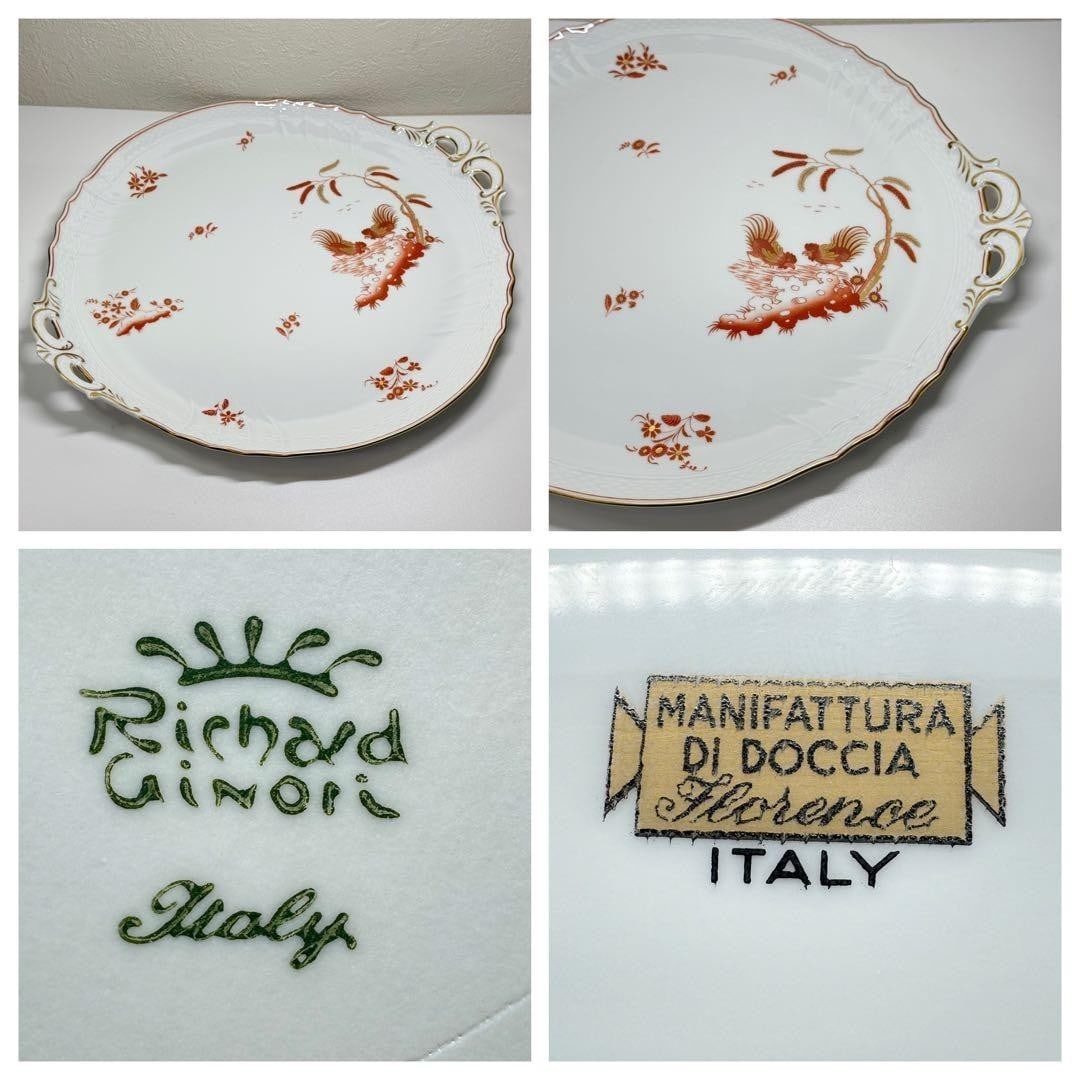 Richard
Ginori
Italy
MANIFATTURA
DI DOCCIA
Florence
ITALY